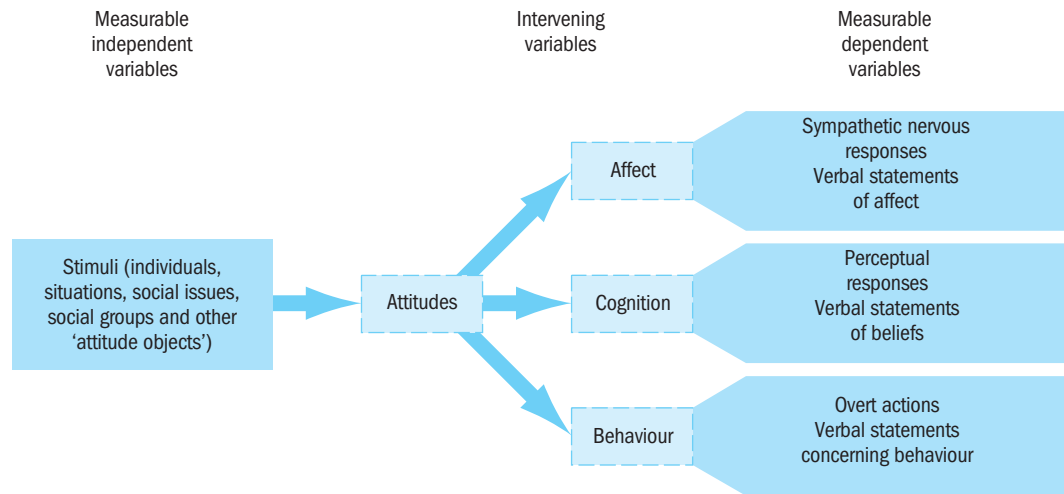 Measurable
independent
variables
Intervening
variables
Measurable
dependent
variables
Stimuli (individuals,
situations, social issues,
social groups and other
‘attitude objects’)
Attitudes
Affect
Sympathetic nervous
responses
Verbal statements
of affect
Cognition
Perceptual
responses
Verbal statements
of beliefs
Behaviour
Overt actions
Verbal statements
concerning behaviour